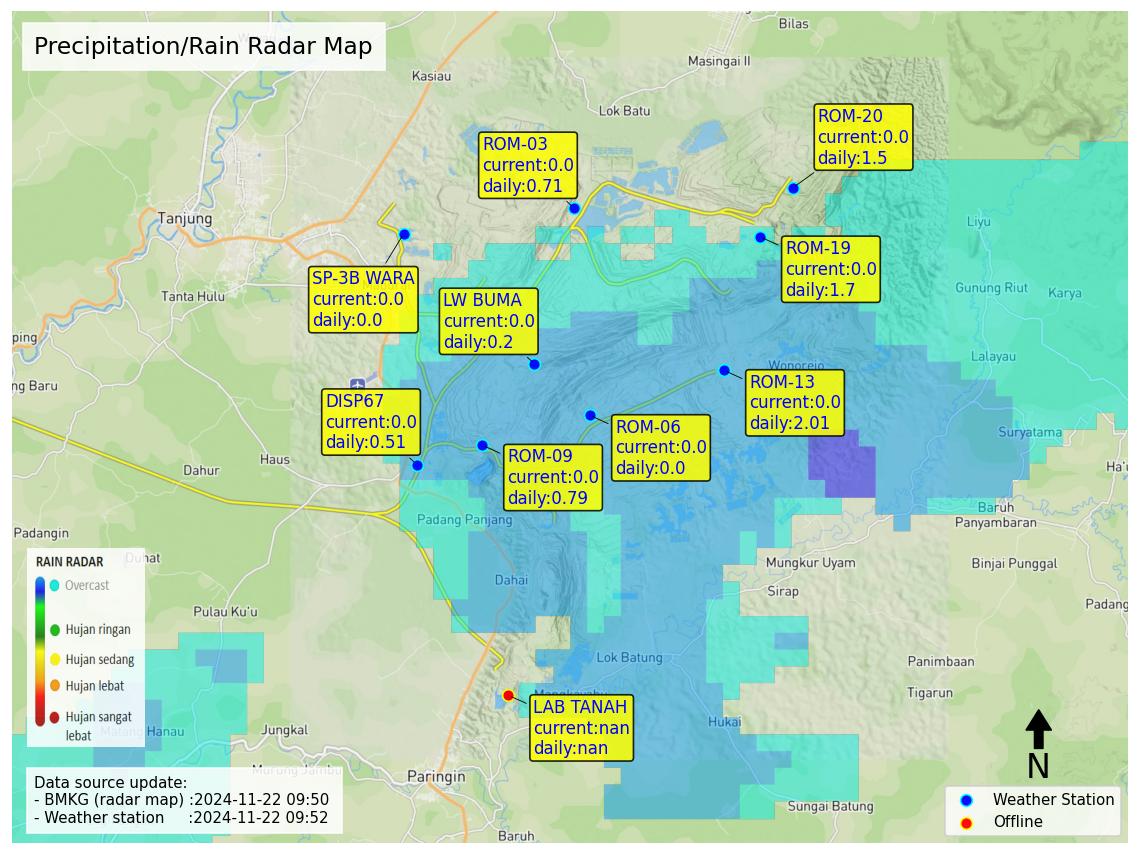 Precipitation/Rain Radar Map
Bilas
Masingai II
Kasiau
Lok Batu
ROM-20
current:0.0
daily:1.5
ROM-03
current:0.0
daily:0.71
Tanjung
Liyu
ROM-19
current:0.0
daily:1.7
SP-3B WARA
current:0.0
daily:0.0
Tanta Hulu
Gunung Riut
Karya
LW BUMA
current:0.0
daily:0.2
ping
Lalayau
Wonorejo
ng Baru
ROM-13
current:0.0
daily:2.01
DISP67
current:0.0
daily:0.51
ROM-06
current:0.0
daily:0.0
Suryatama
Haus
Dahur
ROM-09
current:0.0
daily:0.79
Ha'u
Baruh
Panyambaran
Padang Panjang
Padangin
Duhat
Mungkur Uyam
Binjai Punggal
RAIN RADAR
Overcast
Hujan ringan
Hujan sedang
Hujan lebat
Hujan sangat
lebat
Dahai
Sirap
Padang
Pulau Ku'u
Lok Batung
Panimbaan
Tigarun
LAB TANAH
current:nan
daily:nan
Hukai
Jungkal
Matang Hanau
N
Paringin
Data source update:
- BMKG (radar map) :2024-11-22 09:50
- Weather station :2024-11-22 09:52
Sungai Batung
Weather Station
Offline
Baruh